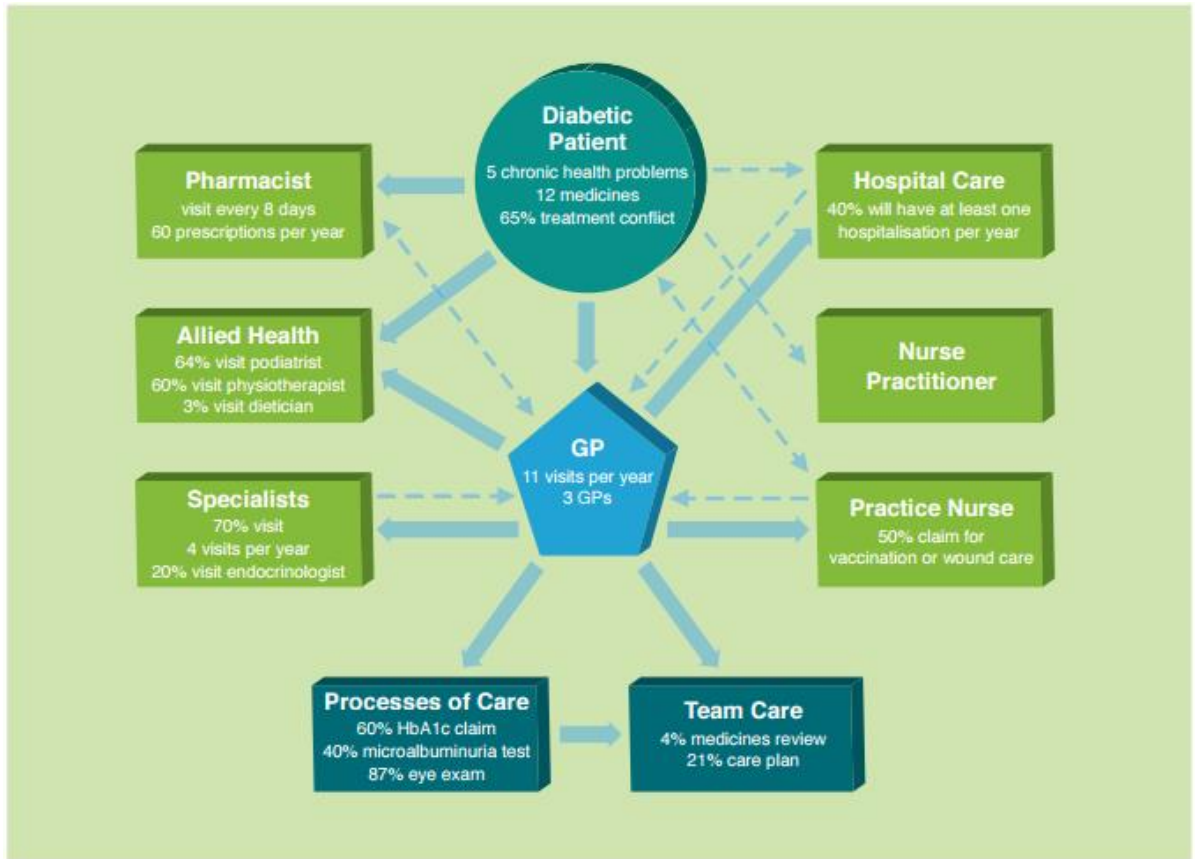 Diabetic
Patient
5 chronic health problems
12 medicines
65% treatment conflict
Pharmacist
visit every 8 days
60 prescriptions per year
Hospital Care
40% will have at least one
hospitalisation per year
Allied Health
64% visit podiatrist
60% visit physiotherapist
3% visit dietician
Nurse
Practitioner
GP
11 visits per year
3 GPs
Specialists
70% visit
4 visits per year
20% visit endocrinologist
Practice Nurse
50% claim for
vaccination or wound care
Processes of Care
60% HbA1c claim
40% microalbuminuria test
87% eye exam
Team Care
4% medicines review
21% care plan